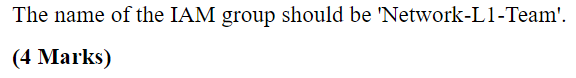 The name of the IAM group should be 'Network-L1-Team'.
(4 Marks)